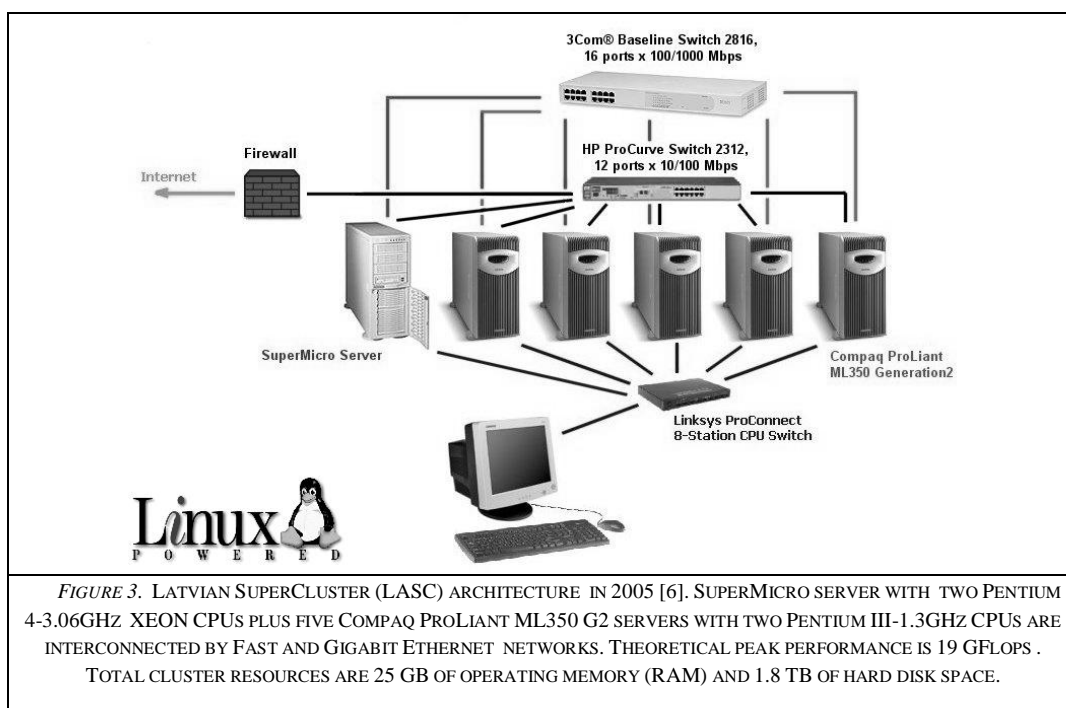 3Com® Baseline Switch 2816,
16 ports x 100/1000 Mbps
HP ProCurve Switch 2312,
12 ports x 10/100 Mbps
Firewall
Internet
SuperMicro Server
Compaq ProLiant
ML350 Generation2
Linksys ProConnect
8-Station CPU Switch
Linux
POWERED
FIGURE 3. LATVIAN SUPERCLUSTER (LASC) ARCHITECTURE IN 2005 [6]. SUPERMICRO SERVER WITH TWO PENTIUM
4-3.06GHZ XEON CPUS PLUS FIVE COMPAQ PROLIANT ML350 G2 SERVERS WITH TWO PENTIUM III-1.3GHZ CPUS ARE
INTERCONNECTED BY FAST AND GIGABIT ETHERNET NETWORKS. THEORETICAL PEAK PERFORMANCE IS 19 GFLOPS .
TOTAL CLUSTER RESOURCES ARE 25 GB OF OPERATING MEMORY (RAM) AND 1.8 TB OF HARD DISK SPACE.